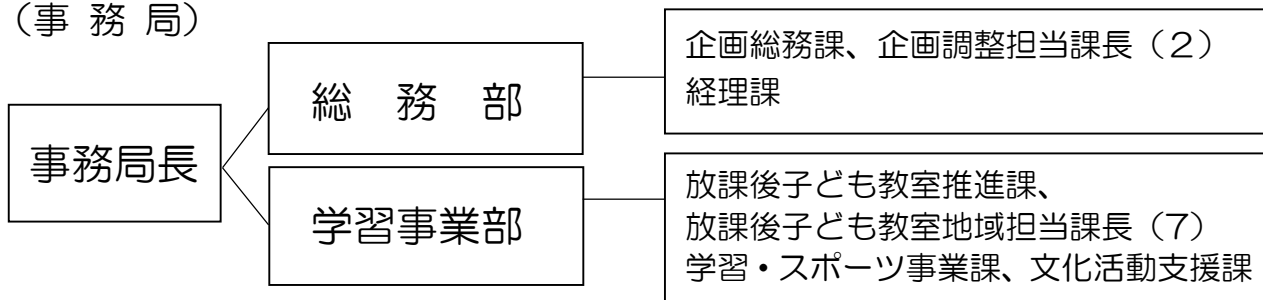 (事 務 局)
事務局長
総　務　部
企画総務課、企画調整担当課長（２）
経理課
学習事業部
放課後子ども教室推進課、
放課後子ども教室地域担当課長（７）
学習・スポーツ事業課、文化活動支援課